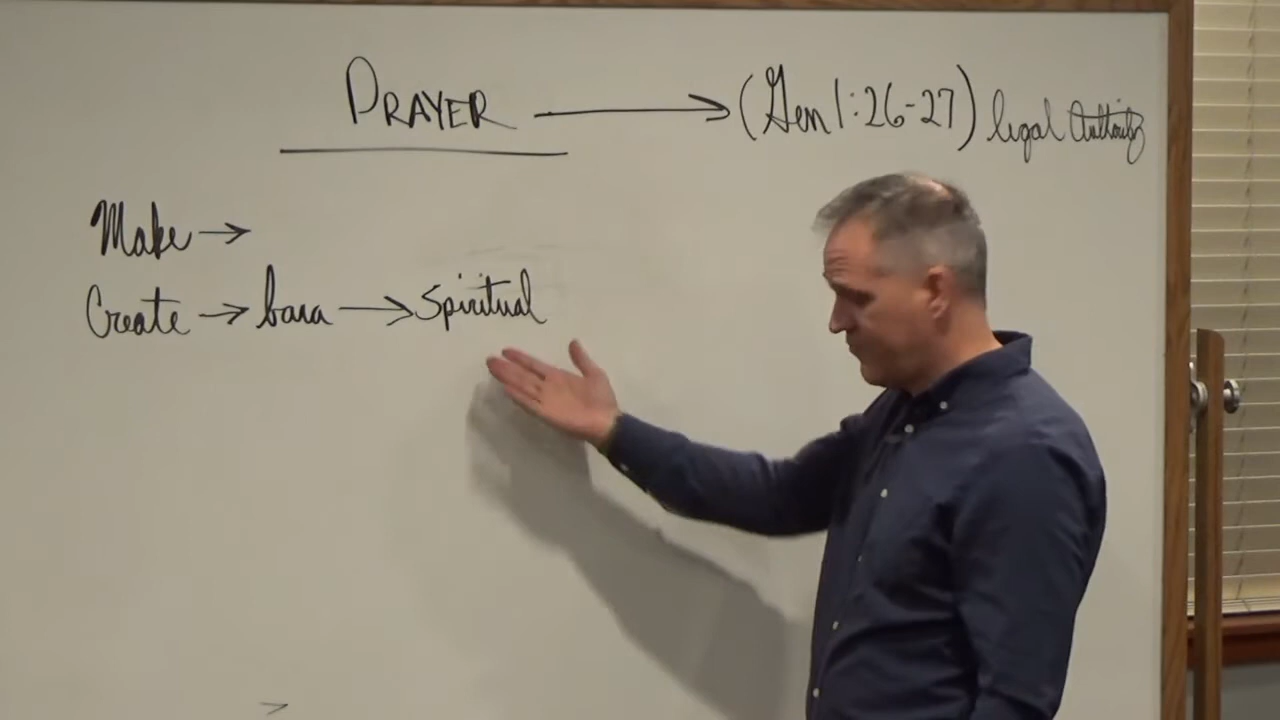 PRAYER → (Gen 1:26-27) legal Authority
Make →
Create → bara → Spiritual
>